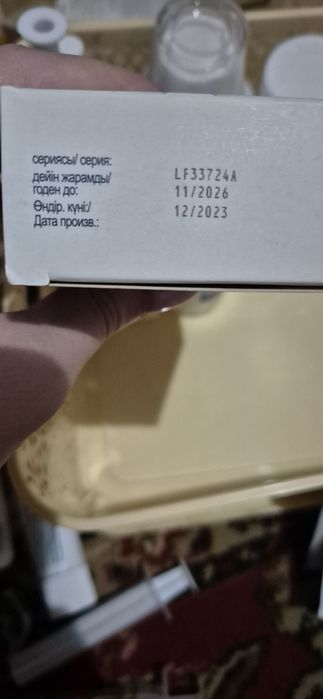 сериясы/ серия: LF33724A
дейін жарамды/
годен до: 11/2026
Өндір. күні:/ 12/2023
Дата произв.: